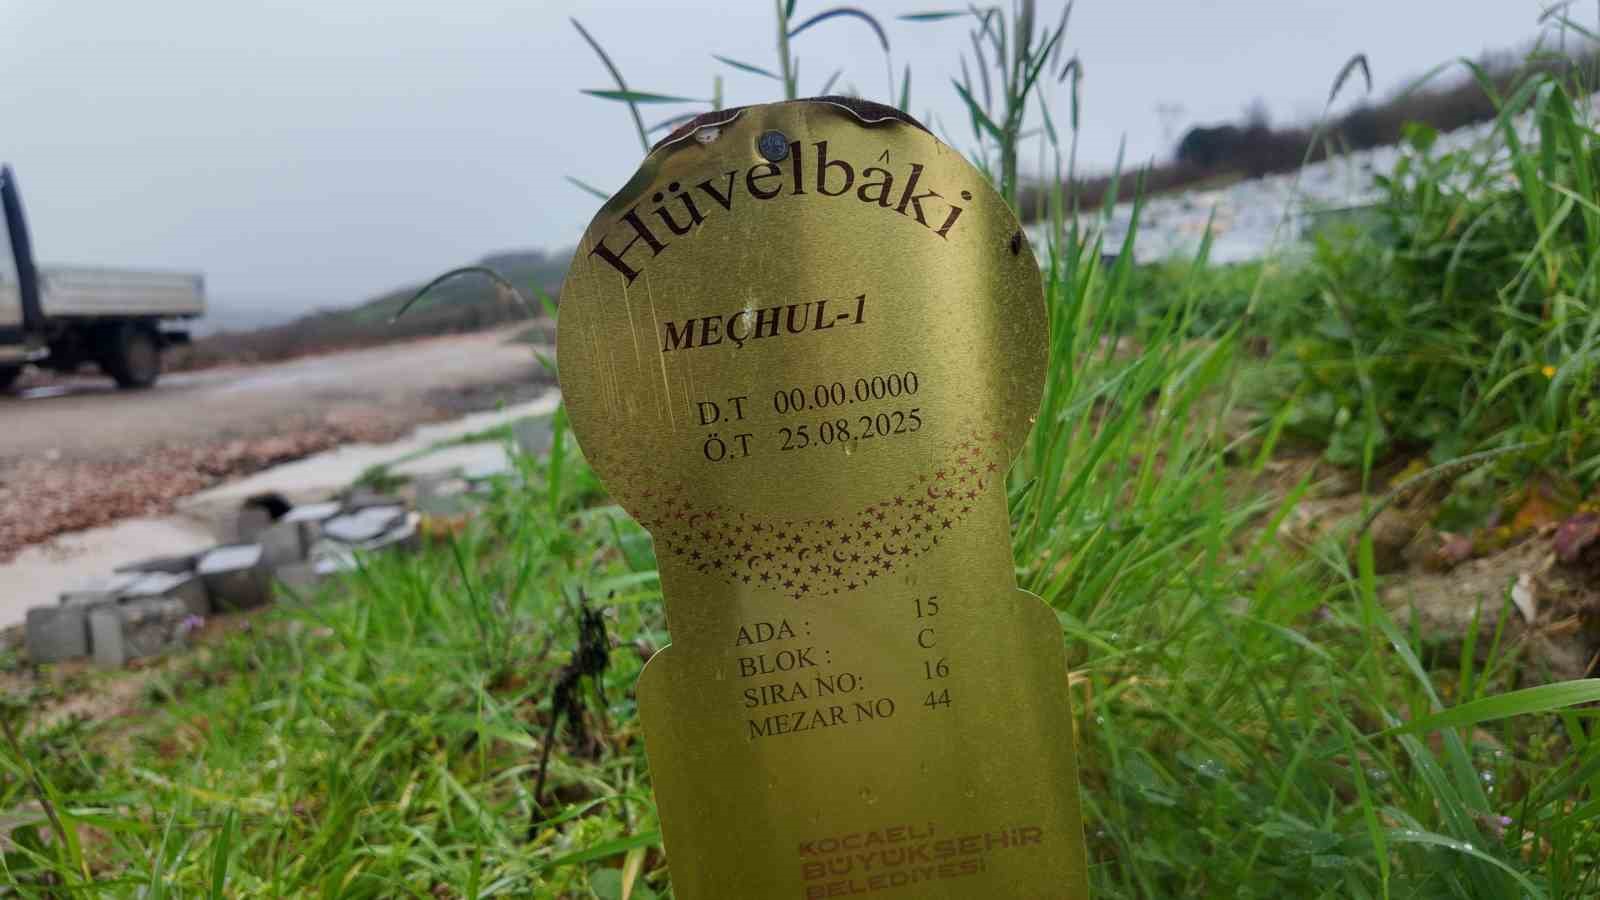 Hüvelbâki
MEÇHUL-1
D.T 00.00.0000
Ö.T 25.08.2025
ADA : 15
BLOK : C
SIRA NO: 16
MEZAR NO 44
KOCAELİ
BÜYÜKŞEHİR
BELEDİYESİ